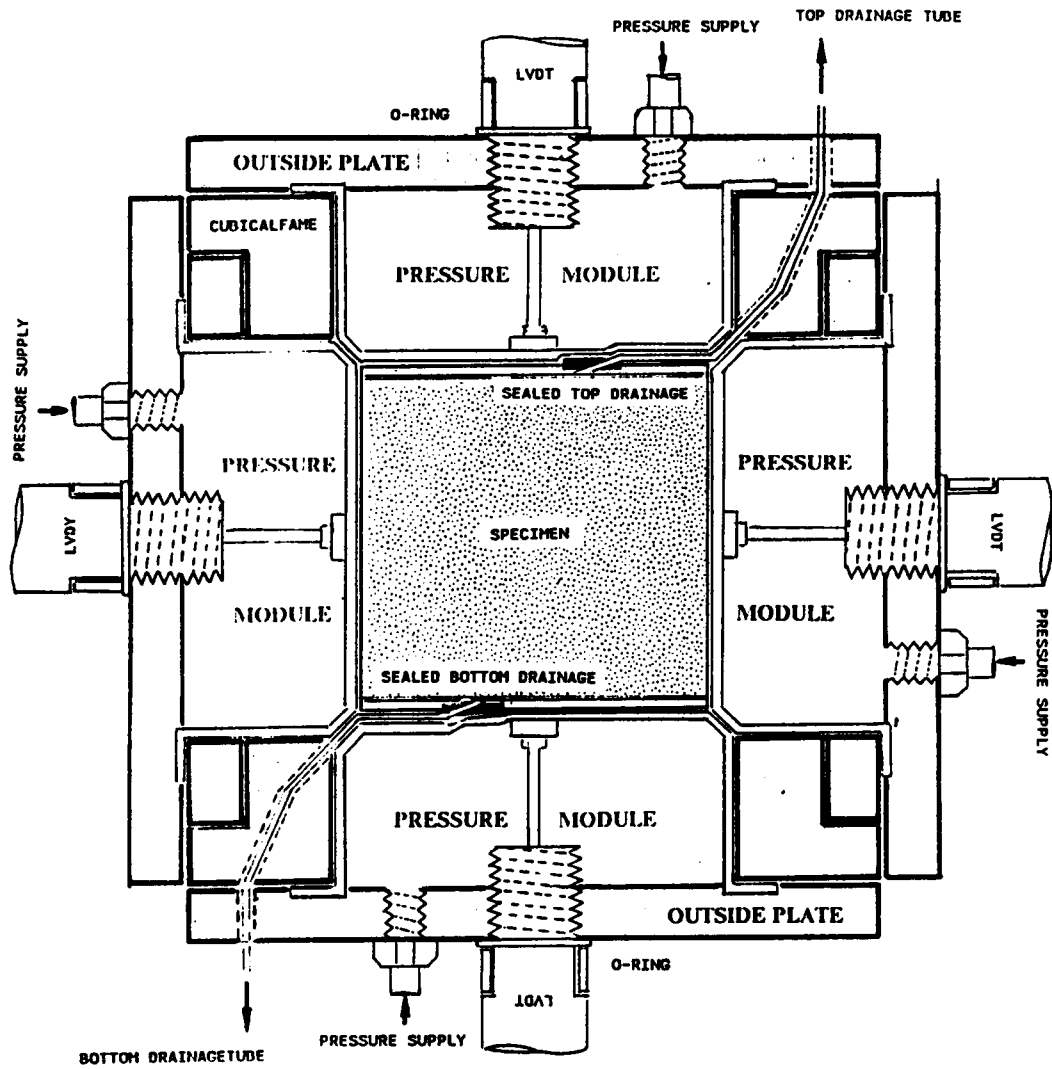 TOP DRAINAGE TUBE
PRESSURE SUPPLY
LVDT
O-RING
OUTSIDE PLATE
CUBICALFAME
PRESSURE MODULE
PRESSURE SUPPLY
SEALED TOP DRAINAGE
PRESSURE
PRESSURE
LVDY
SPECIMEN
LVDT
MODULE
MODULE
PRESSURE SUPPLY
SEALED BOTTOM DRAINAGE
PRESSURE MODULE
OUTSIDE PLATE
O-RING
LVDT
PRESSURE SUPPLY
BOTTOM DRAINAGETUBE